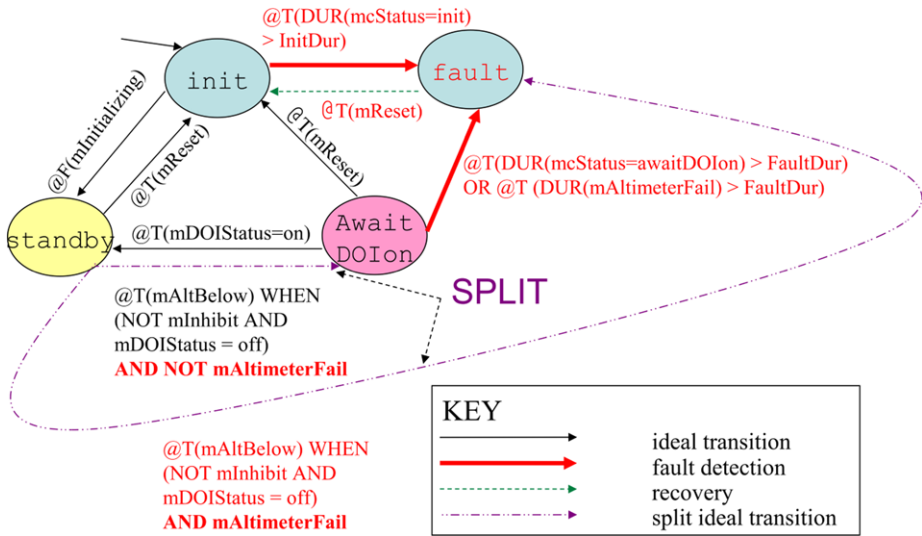 @T(DUR(mcStatus=init)
> InitDur)
init
fault
@T(mReset)
@F(mInitializing)
@T(mReset)
@T(mReset)
@T(DUR(mcStatus=awaitDOIon) > FaultDur)
OR @T (DUR(mAltimeterFail) > FaultDur)
standby
@T(mDOIStatus=on)
Await
DOIon
SPLIT
@T(mAltBelow) WHEN
(NOT mInhibit AND
mDOIStatus = off)
AND NOT mAltimeterFail
@T(mAltBelow) WHEN
(NOT mInhibit AND
mDOIStatus = off)
AND mAltimeterFail
KEY
ideal transition
fault detection
recovery
split ideal transition